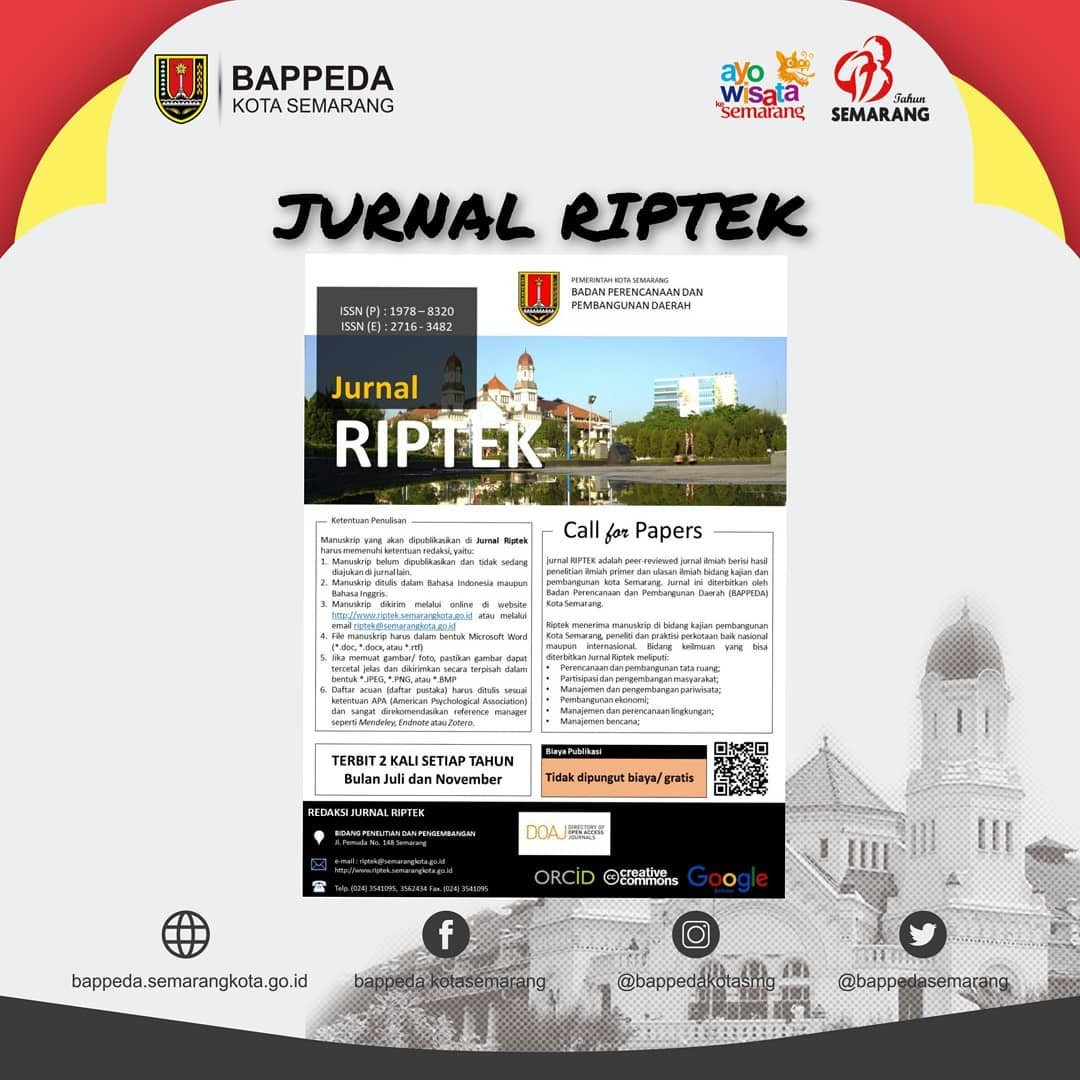 BAPPEDA
KOTA SEMARANG
ayo
wisata
ke
semarang
Tahun
SEMARANG
JURNAL RIPTEK
ISSN (P) : 1978 – 8320
ISSN (E) : 2716 - 3482
PEMERINTAH KOTA SEMARANG
BADAN PERENCANAAN DAN
PEMBANGUNAN DAERAH
Jurnal
RIPTEK
Ketentuan Penulisan
Manuskrip yang akan dipublikasikan di Jurnal Riptek
harus memenuhi ketentuan redaksi, yaitu:
1. Manuskrip belum dipublikasikan dan tidak sedang
diajukan di jurnal lain.
2. Manuskrip ditulis dalam Bahasa Indonesia maupun
Bahasa Inggris.
3. Manuskrip dikirim melalui online di website
http://www.riptek.semarangkota.go.id atau melalui
email riptek@semarangkota.go.id
4. File manuskrip harus dalam bentuk Microsoft Word
(*.doc, *.docx, atau *.rtf)
5. Jika memuat gambar/ foto, pastikan gambar dapat
tercetal jelas dan dikirimkan secara terpisah dalam
bentuk *.JPEG, *.PNG, atau *.BMP
6. Daftar acuan (daftar pustaka) harus ditulis sesuai
ketentuan APA (American Psychological Association)
dan sangat direkomendasikan reference manager
seperti Mendeley, Endnote atau Zotero.
Call for Papers
jurnal RIPTEK adalah peer-reviewed jurnal ilmiah berisi hasil
penelitian ilmiah primer dan ulasan ilmiah bidang kajian dan
pembangunan kota Semarang. Jurnal ini diterbitkan oleh
Badan Perencanaan dan Pembangunan Daerah (BAPPEDA)
Kota Semarang.
Riptek menerima manuskrip di bidang kajian pembangunan
Kota Semarang, peneliti dan praktisi perkotaan baik nasional
maupun internasional. Bidang keilmuan yang bisa
diterbitkan Jurnal Riptek meliputi:
• Perencanaan dan pembangunan tata ruang;
• Partisipasi dan pengembangan masyarakat;
• Manajemen dan pengembangan pariwisata;
• Pembangunan ekonomi;
• Manajemen dan perencanaan lingkungan;
• Manajemen bencana;
TERBIT 2 KALI SETIAP TAHUN
Bulan Juli dan November
Biaya Publikasi
Tidak dipungut biaya/ gratis
REDAKSI JURNAL RIPTEK
BIDANG PENELITIAN DAN PENGEMBANGAN
Jl. Pemuda No. 148 Semarang
e-mail : riptek@semarangkota.go.id
http://www.riptek.semarangkota.go.id
Telp. (024) 3541095, 3562434 Fax. (024) 3541095
DOAJ DIRECTORY OF
OPEN ACCESS
JOURNALS
ORCID
cc creative
commons
Google
bappeda.semarangkota.go.id
bappeda kotasemarang
@bappedakotasmg
@bappedasemarang